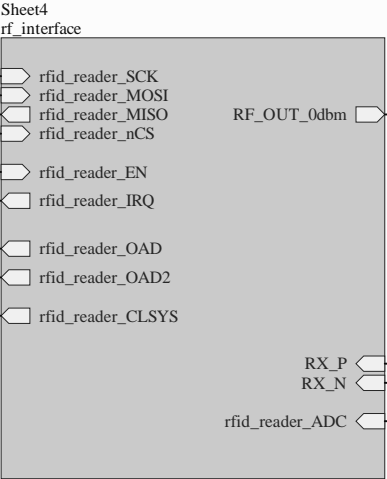 Sheet4
rf_interface
rfid_reader_SCK
rfid_reader_MOSI
rfid_reader_MISO
RF_OUT_0dbm
rfid_reader_nCS
rfid_reader_EN
rfid_reader_IRQ
rfid_reader_OAD
rfid_reader_OAD2
rfid_reader_CLSYS
RX_P
RX_N
rfid_reader_ADC